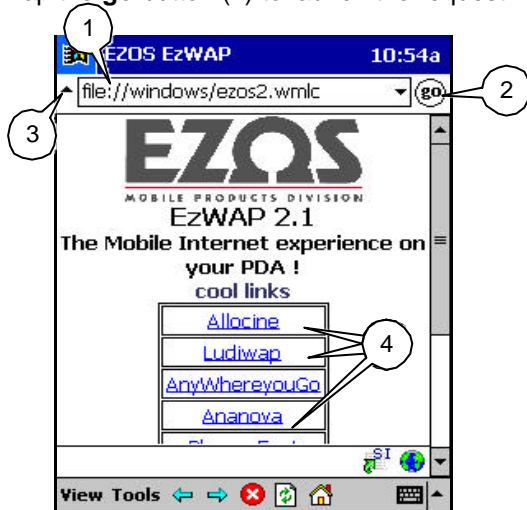 1
EZOS EzWAP 10:54a
file://windows/ezos2.wmlc go
2
3
EZOS
MOBILE PRODUCTS DIVISION
EzWAP 2.1
The Mobile Internet experience on
your PDA !
cool links
Allocine
4
Ludiwap
AnyWhereyouGo
Ananova
SI
View Tools